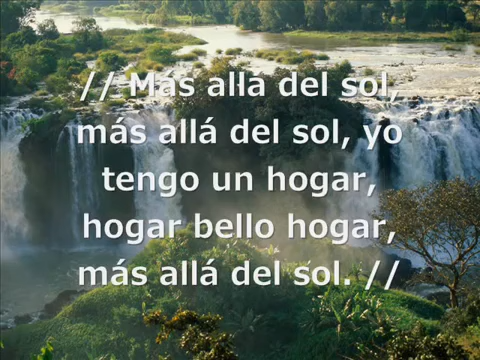 // Más allá del sol,
más allá del sol, yo
tengo un hogar,
hogar bello hogar,
más allá del sol. //